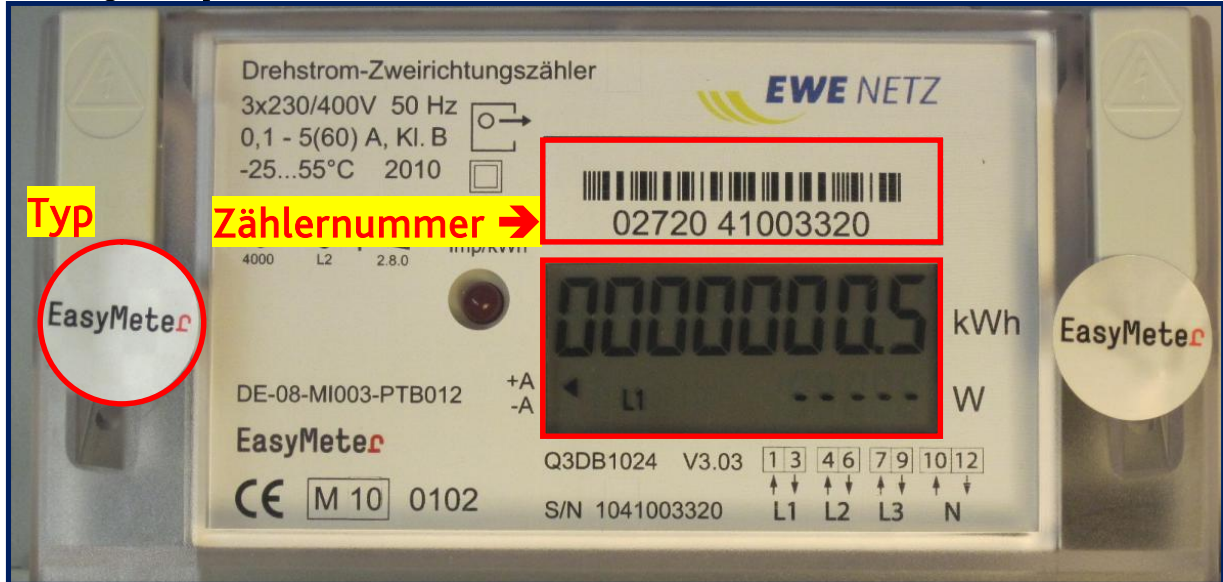 Drehstrom-Zweirichtungszähler
3x230/400V 50 Hz
0,1 - 5(60) A, Kl. B
-25...55°C 2010
EWE NETZ
Typ
Zählernummer
02720 41003320
Imp/kWh
4000 L2 2.8.0
EasyMeter
0000000.5 kWh
EasyMeter
DE-08-MI003-PTB012
+A
-A
L1
----- W
EasyMeter
Q3DB1024 V3.03 1 3 4 6 7 9 10 12
CE M 10 0102
S/N 1041003320 L1 L2 L3 N